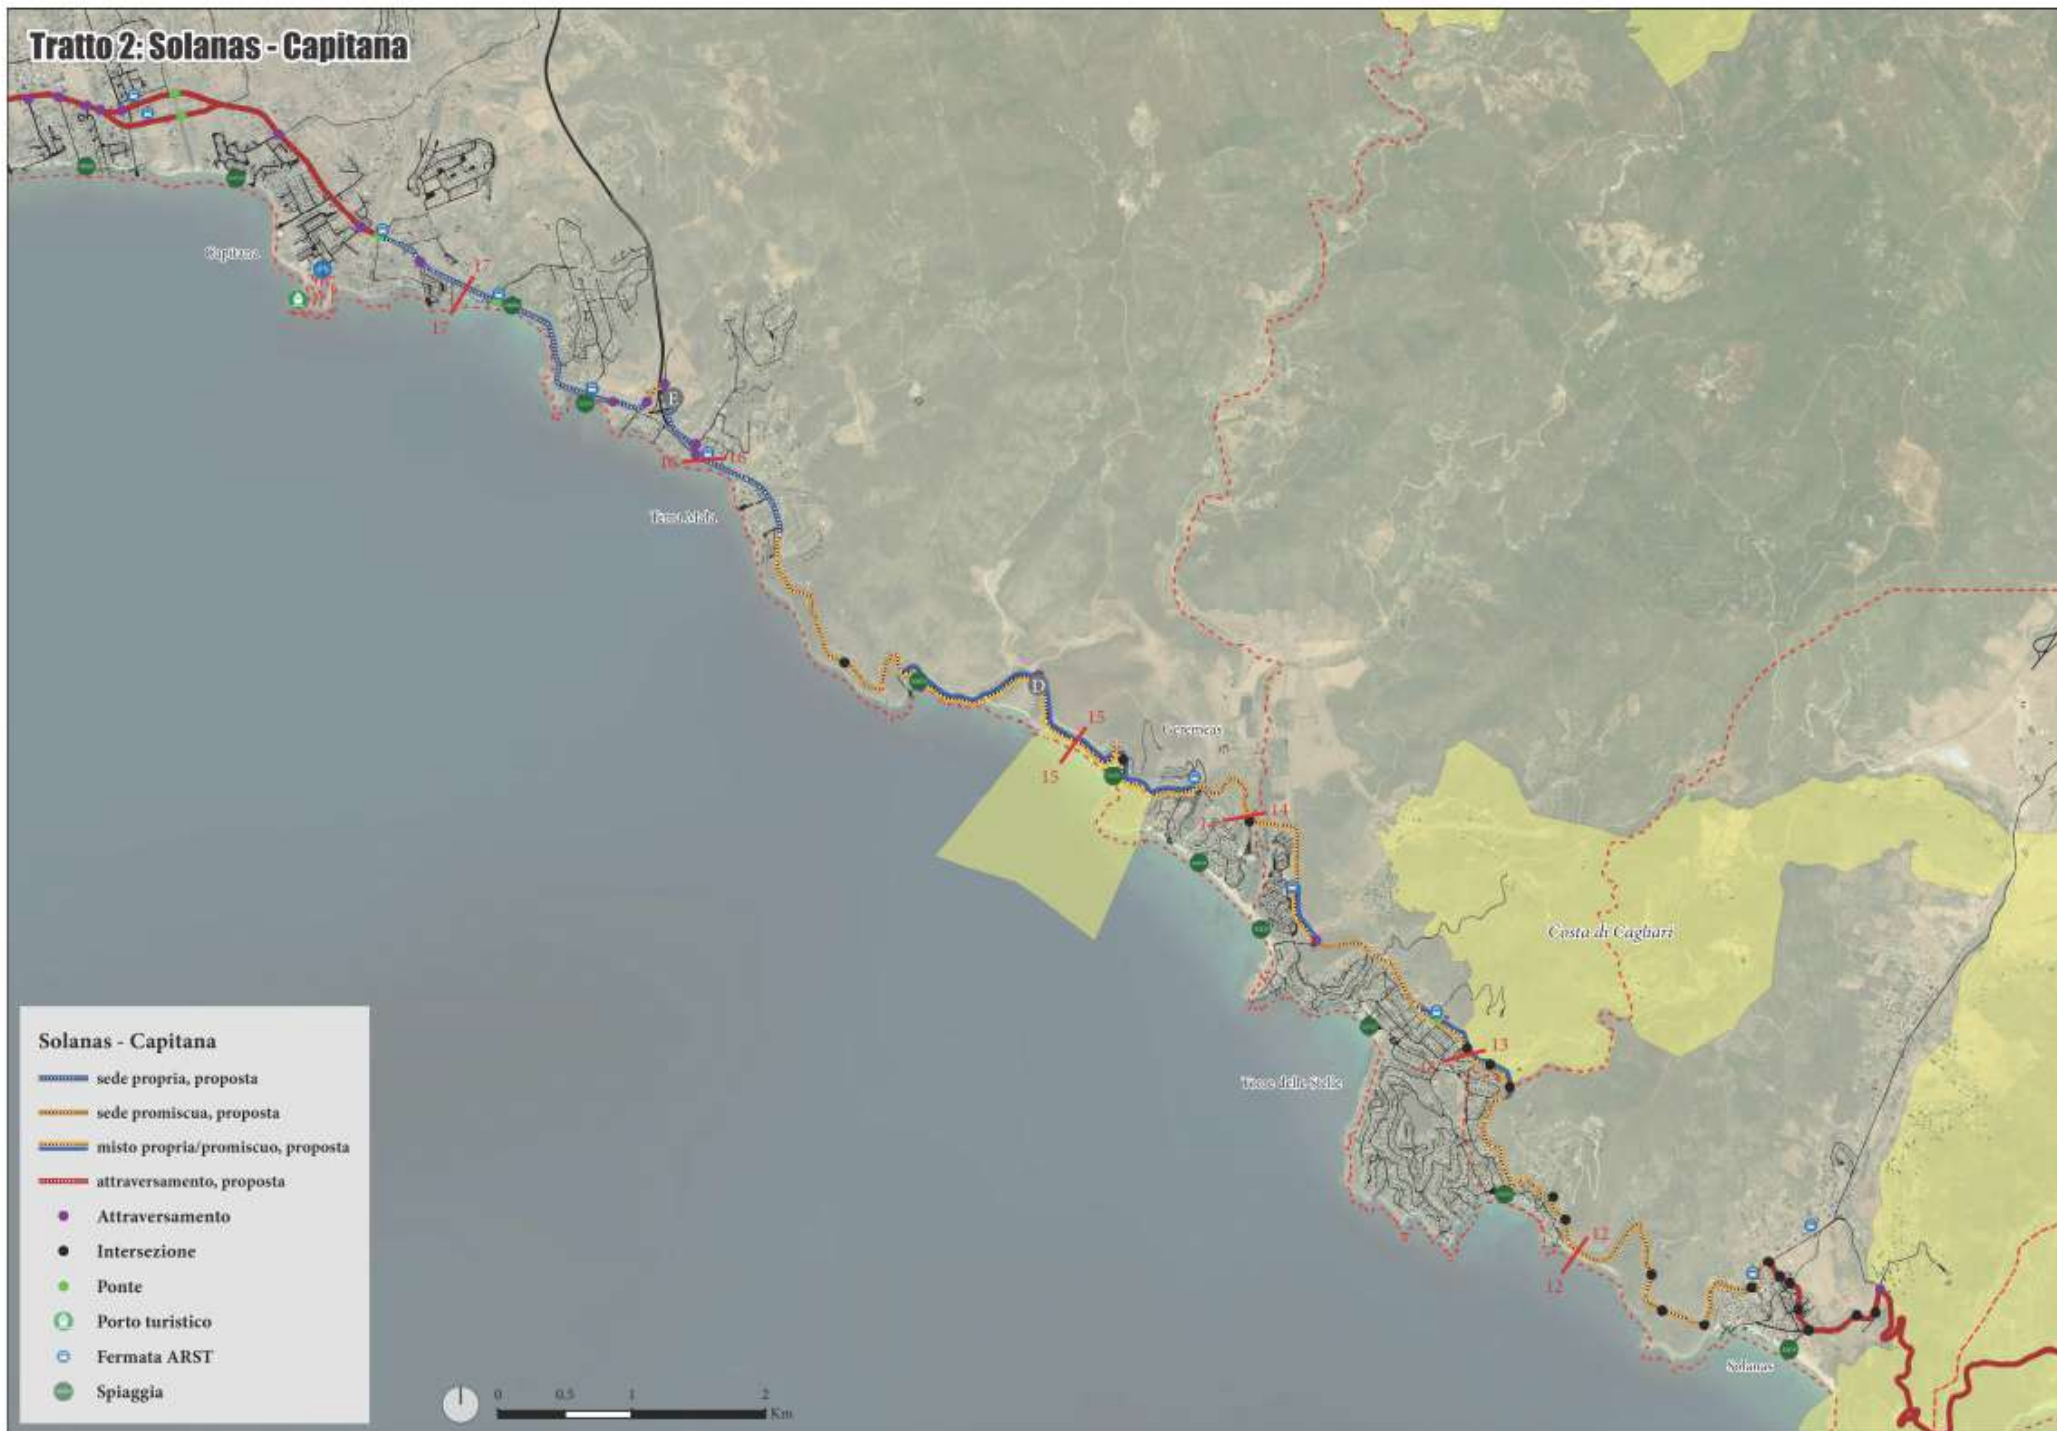 Tratto 2: Solanas - Capitana
Capitana
17
17
E
16
16
Terra Mala
D
15
15
Geremeas
14
14
Costa di Cagliari
13
Torre delle Stelle
12
12
Solanas
Solanas - Capitana
sede propria, proposta
sede promiscua, proposta
misto propria/promiscuo, proposta
attraversamento, proposta
Attraversamento
Intersezione
Ponte
Porto turistico
Fermata ARST
Spiaggia
0 0.5 1 2
Km